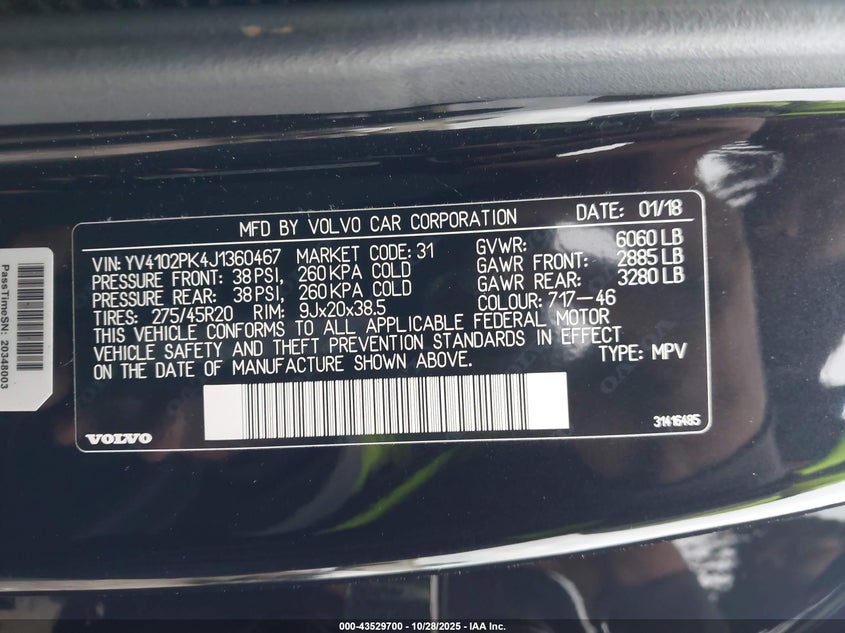 MFD BY VOLVO CAR CORPORATION DATE: 01/18
VIN: YV4102PK4J1360467 MARKET CODE: 31 GVWR: 6060 LB
PRESSURE FRONT: 38 PSI, 260 KPA COLD GAWR FRONT: 2885 LB
PRESSURE REAR: 38 PSI, 260 KPA COLD GAWR REAR: 3280 LB
TIRES: 275/45R20 RIM: 9Jx20x38.5 COLOUR: 717-46
THIS VEHICLE CONFORMS TO ALL APPLICABLE FEDERAL MOTOR
VEHICLE SAFETY AND THEFT PREVENTION STANDARDS IN EFFECT
ON THE DATE OF MANUFACTURE SHOWN ABOVE. TYPE: MPV
VOLVO 31416485
PassTimeSN: 20348003
000-43529700 | 10/28/2025 - IAA Inc.